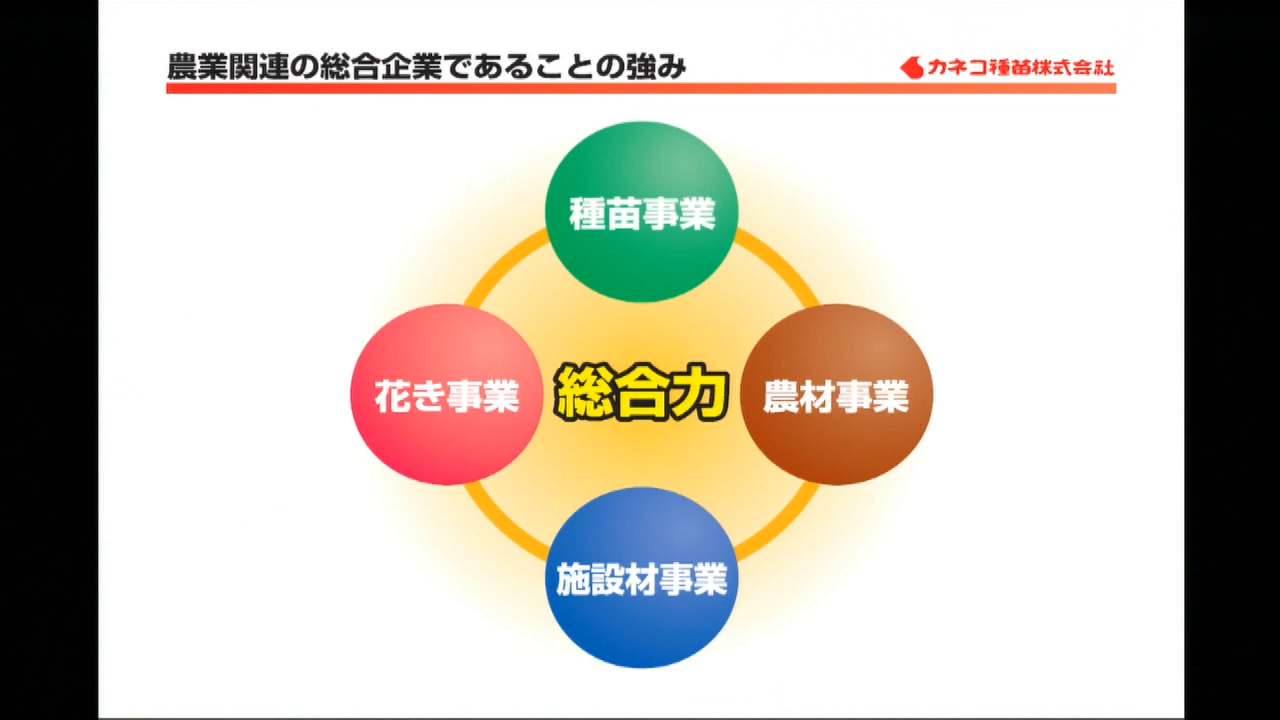 農業関連の総合企業であることの強み
カネコ種苗株式会社
種苗事業
花き事業
総合力
農材事業
施設材事業